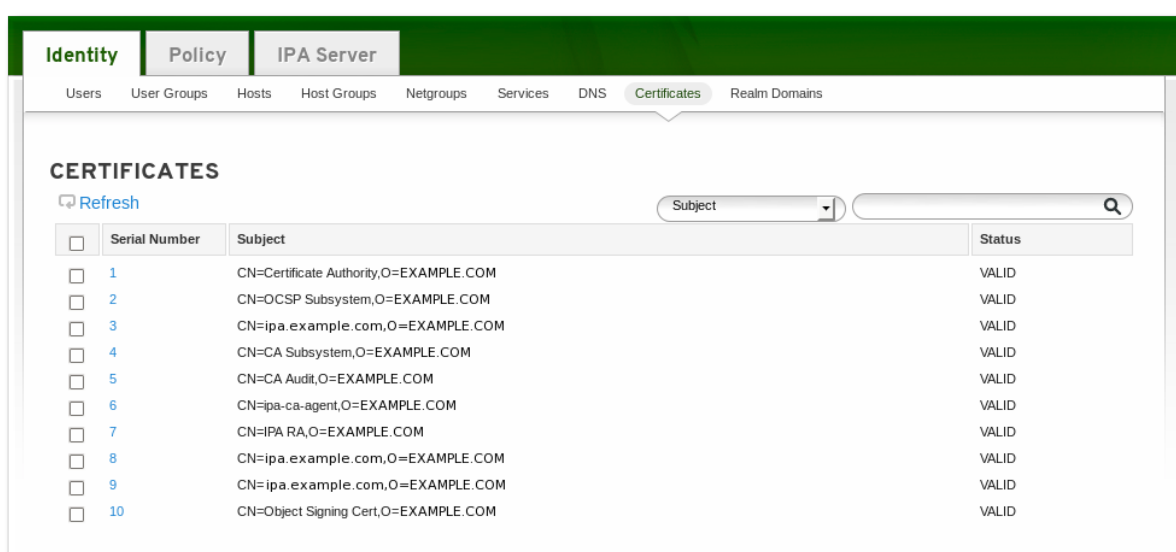 Identity Policy IPA Server
Users User Groups Hosts Host Groups Netgroups Services DNS Certificates Realm Domains
CERTIFICATES
Refresh Subject
Serial Number Subject Status
1 CN=Certificate Authority,O=EXAMPLE.COM VALID
2 CN=OCSP Subsystem,O=EXAMPLE.COM VALID
3 CN=ipa.example.com,O=EXAMPLE.COM VALID
4 CN=CA Subsystem,O=EXAMPLE.COM VALID
5 CN=CA Audit,O=EXAMPLE.COM VALID
6 CN=ipa-ca-agent,O=EXAMPLE.COM VALID
7 CN=IPA RA,O=EXAMPLE.COM VALID
8 CN=ipa.example.com,O=EXAMPLE.COM VALID
9 CN=ipa.example.com,O=EXAMPLE.COM VALID
10 CN=Object Signing Cert,O=EXAMPLE.COM VALID